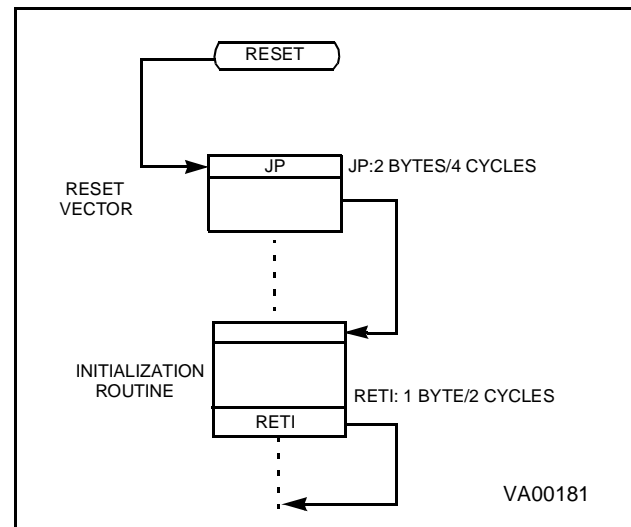 RESET
JP
JP:2 BYTES/4 CYCLES
RESET
VECTOR
INITIALIZATION
ROUTINE
RETI: 1 BYTE/2 CYCLES
RETI
VA00181